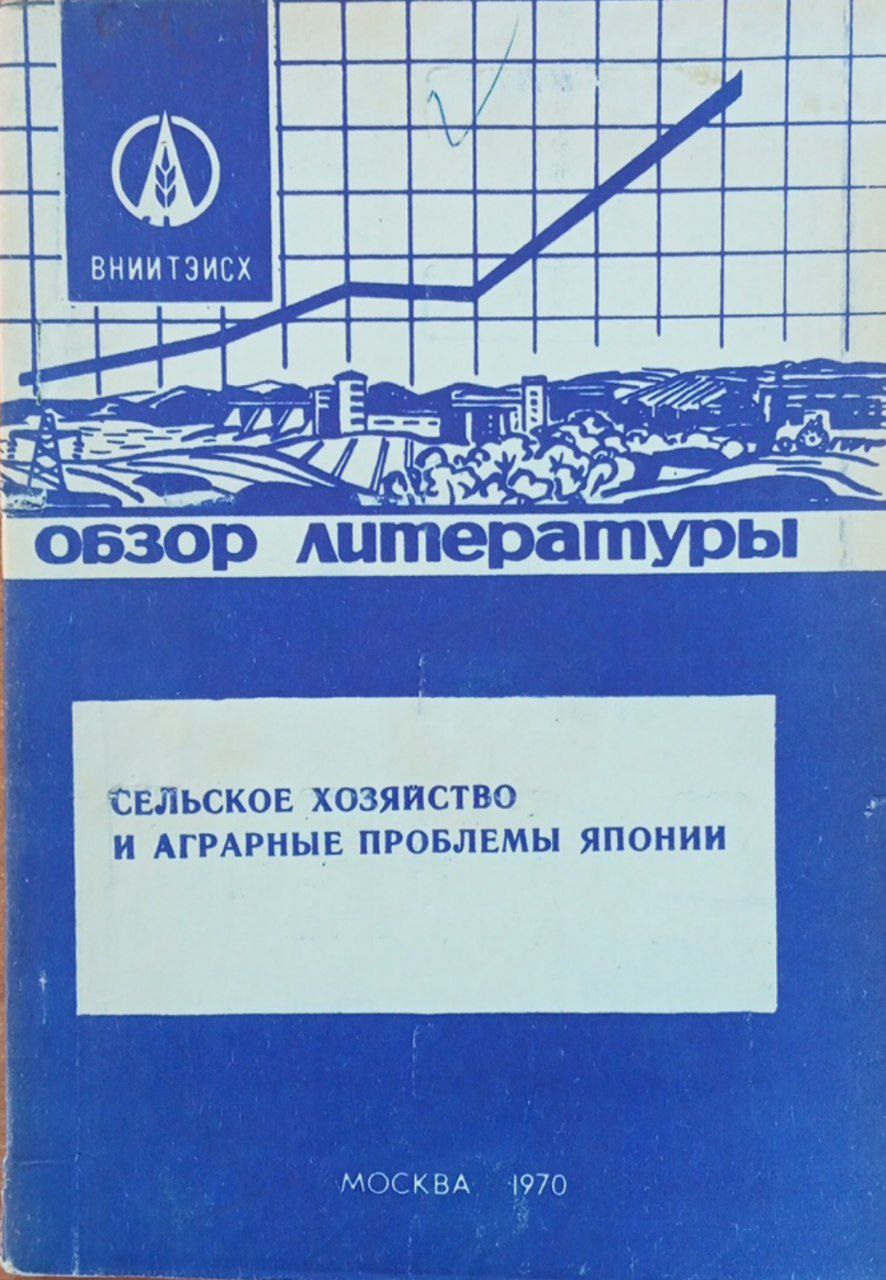 ВНИИТЭИСХ
обзор литературы
СЕЛЬСКОЕ ХОЗЯЙСТВО
И АГРАРНЫЕ ПРОБЛЕМЫ ЯПОНИИ
МОСКВА 1970